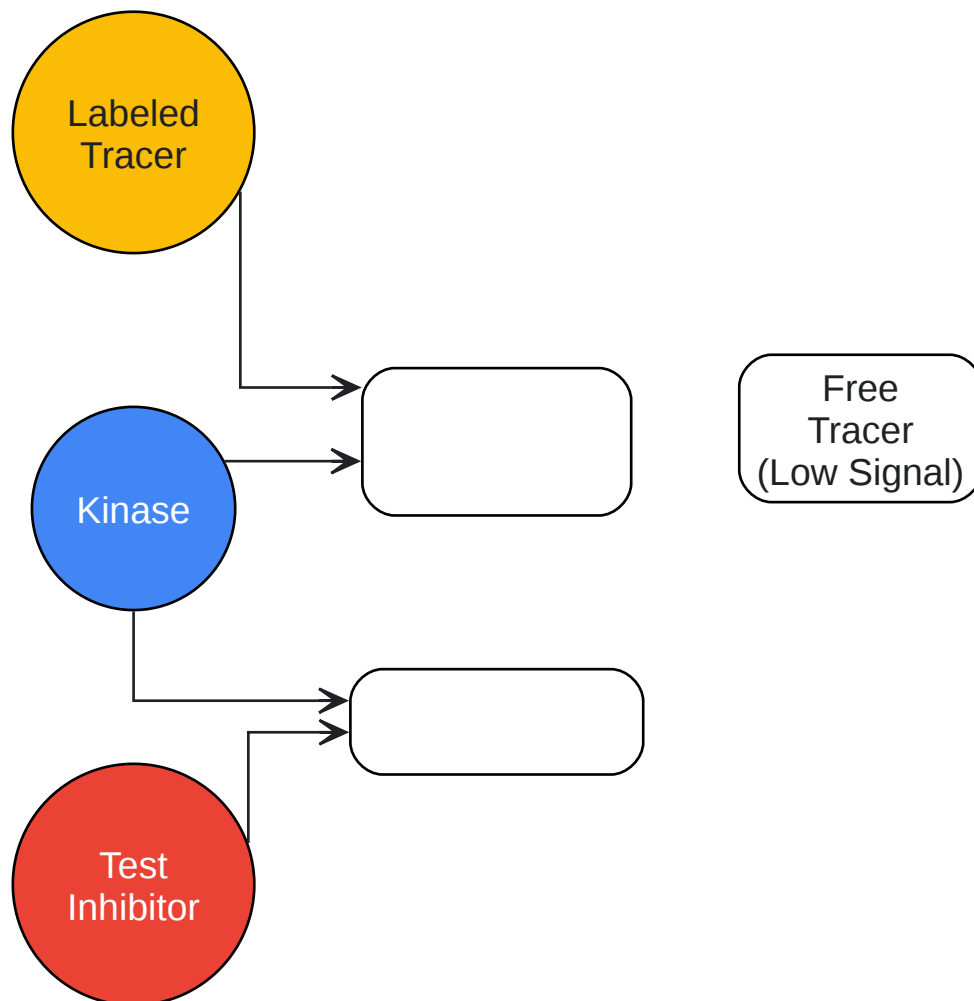 Labeled
Tracer
Free
Tracer
(Low Signal)
Kinase
Test
Inhibitor